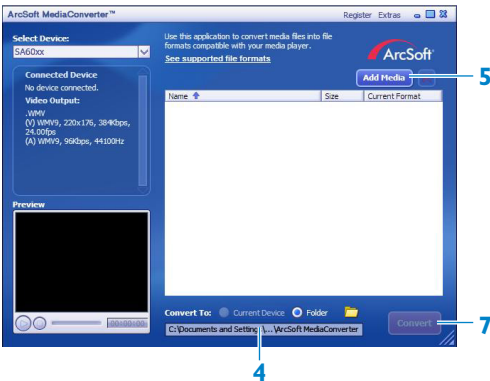 ArcSoft MediaConverter™
Register Extras
Select Device:
SA60xx
Use this application to convert media files into file
formats compatible with your media player.
See supported file formats
ArcSoft
Connected Device
No device connected.
Video Output:
.WMV
(V) WMV9, 220x176, 384Kbps,
24.00fps
(A) WMV9, 96Kbps, 44100Hz
Add Media
5
Name Size Current Format
Preview
00:00:00
Convert To: Current Device Folder
C:\Documents and Settings\,...\ArcSoft MediaConverter
Convert
7
4